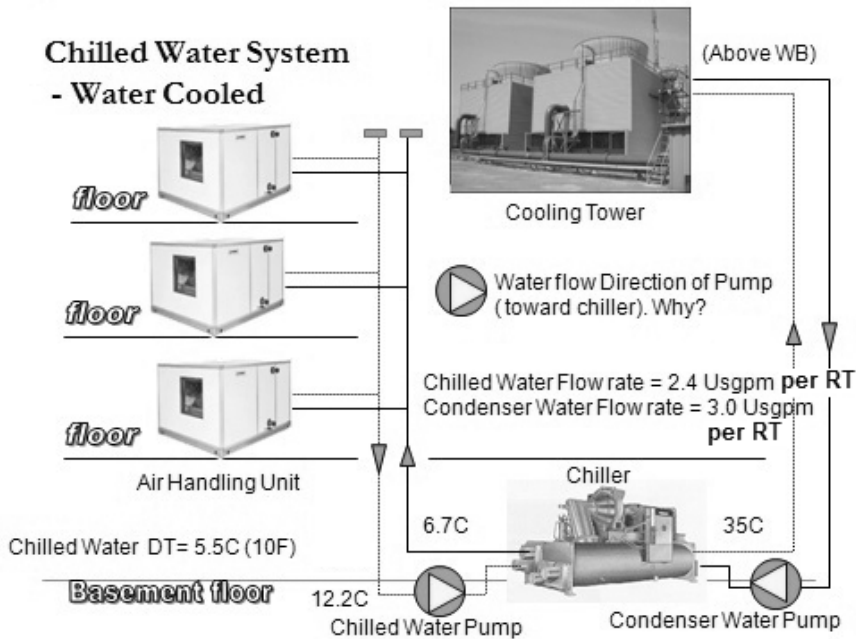 Chilled Water System
- Water Cooled
(Above WB)
floor
Cooling Tower
floor
Water flow Direction of Pump
(toward chiller). Why?
floor
Chilled Water Flow rate = 2.4 Usgpm per RT
Condenser Water Flow rate = 3.0 Usgpm
per RT
Air Handling Unit
Chiller
6.7C
35C
Chilled Water DT= 5.5C (10F)
Basement floor
12.2C
Chilled Water Pump
Condenser Water Pump